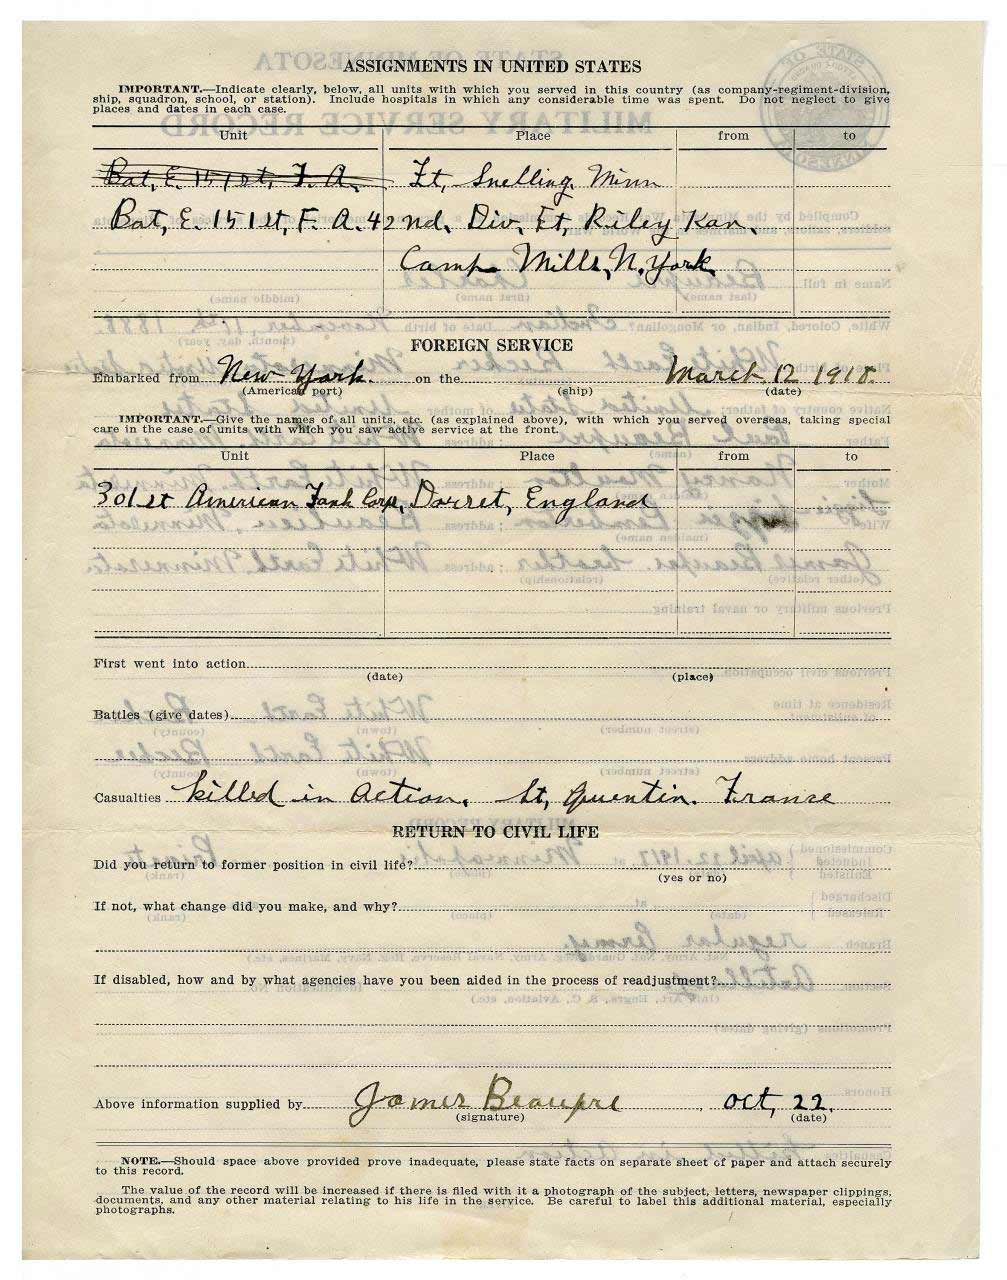 ASSIGNMENTS IN UNITED STATES
IMPORTANT.—Indicate clearly, below, all units with which you served in this country (as company-regiment-division,
ship, squadron, school, or station). Include hospitals in which any considerable time was spent. Do not neglect to give
places and dates in each case.
Unit Place from to
Bat, E. 151st, F. A. Ft, Snelling, Minn
Bat, E. 151st, F. A. 42nd, Div, Ft, Riley Kan,
Camp Mills, N. York,
FOREIGN SERVICE
Embarked from New York. on the March 12 1918.
(American port) (ship) (date)
IMPORTANT.—Give the names of all units, etc. (as explained above), with which you served overseas, taking special
care in the case of units with which you saw active service at the front.
Unit Place from to
301st American Tank Corp, Dorset, England
First went into action
(date) (place)
Battles (give dates)
Casualties killed in action, St, Quentin. France
RETURN TO CIVIL LIFE
Did you return to former position in civil life?
(yes or no)
If not, what change did you make, and why?
If disabled, how and by what agencies have you been aided in the process of readjustment?
Above information supplied by James Beaupre, Oct, 22.
(signature) (date)
NOTE.—Should space above provided prove inadequate, please state facts on separate sheet of paper and attach securely
to this record.
The value of the record will be increased if there is filed with it a photograph of the subject, letters, newspaper clippings,
documents, and any other material relating to his life in the service. Be careful to label this additional material, especially
photographs.